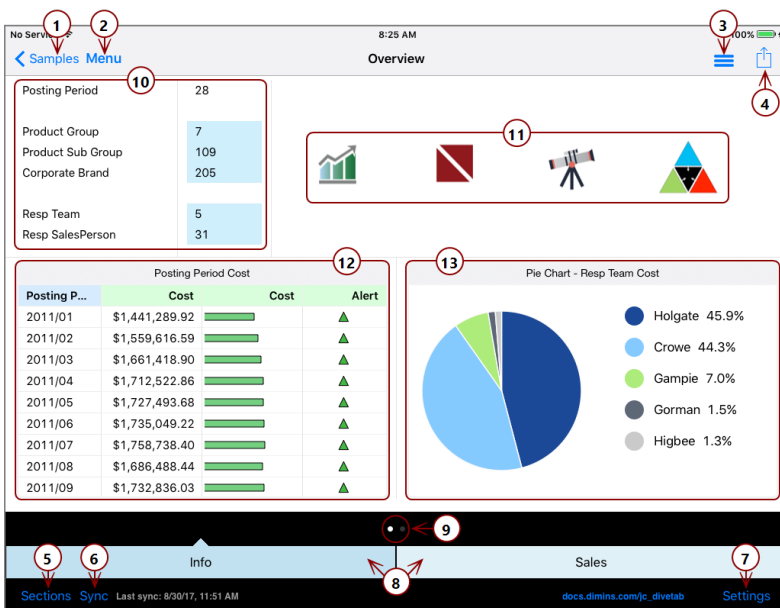 1 2 3
No Service 8:25 AM 100%
Samples Menu Overview
4
10
Posting Period 28
Product Group 7
Product Sub Group 109
Corporate Brand 205
Resp Team 5
Resp SalesPerson 31
11
12
Posting Period Cost
Posting P... Cost Cost Alert
2011/01 $1,441,289.92
2011/02 $1,559,616.59
2011/03 $1,661,418.90
2011/04 $1,712,522.86
2011/05 $1,727,493.68
2011/06 $1,735,049.22
2011/07 $1,758,738.40
2011/08 $1,686,488.44
2011/09 $1,732,836.03
13
Pie Chart - Resp Team Cost
Holgate 45.9%
Crowe 44.3%
Gampie 7.0%
Gorman 1.5%
Higbee 1.3%
9
5 6 7
Info Sales
8
Sections Sync Last sync: 8/30/17, 11:51 AM docs.dimins.com/jc_divetab Settings